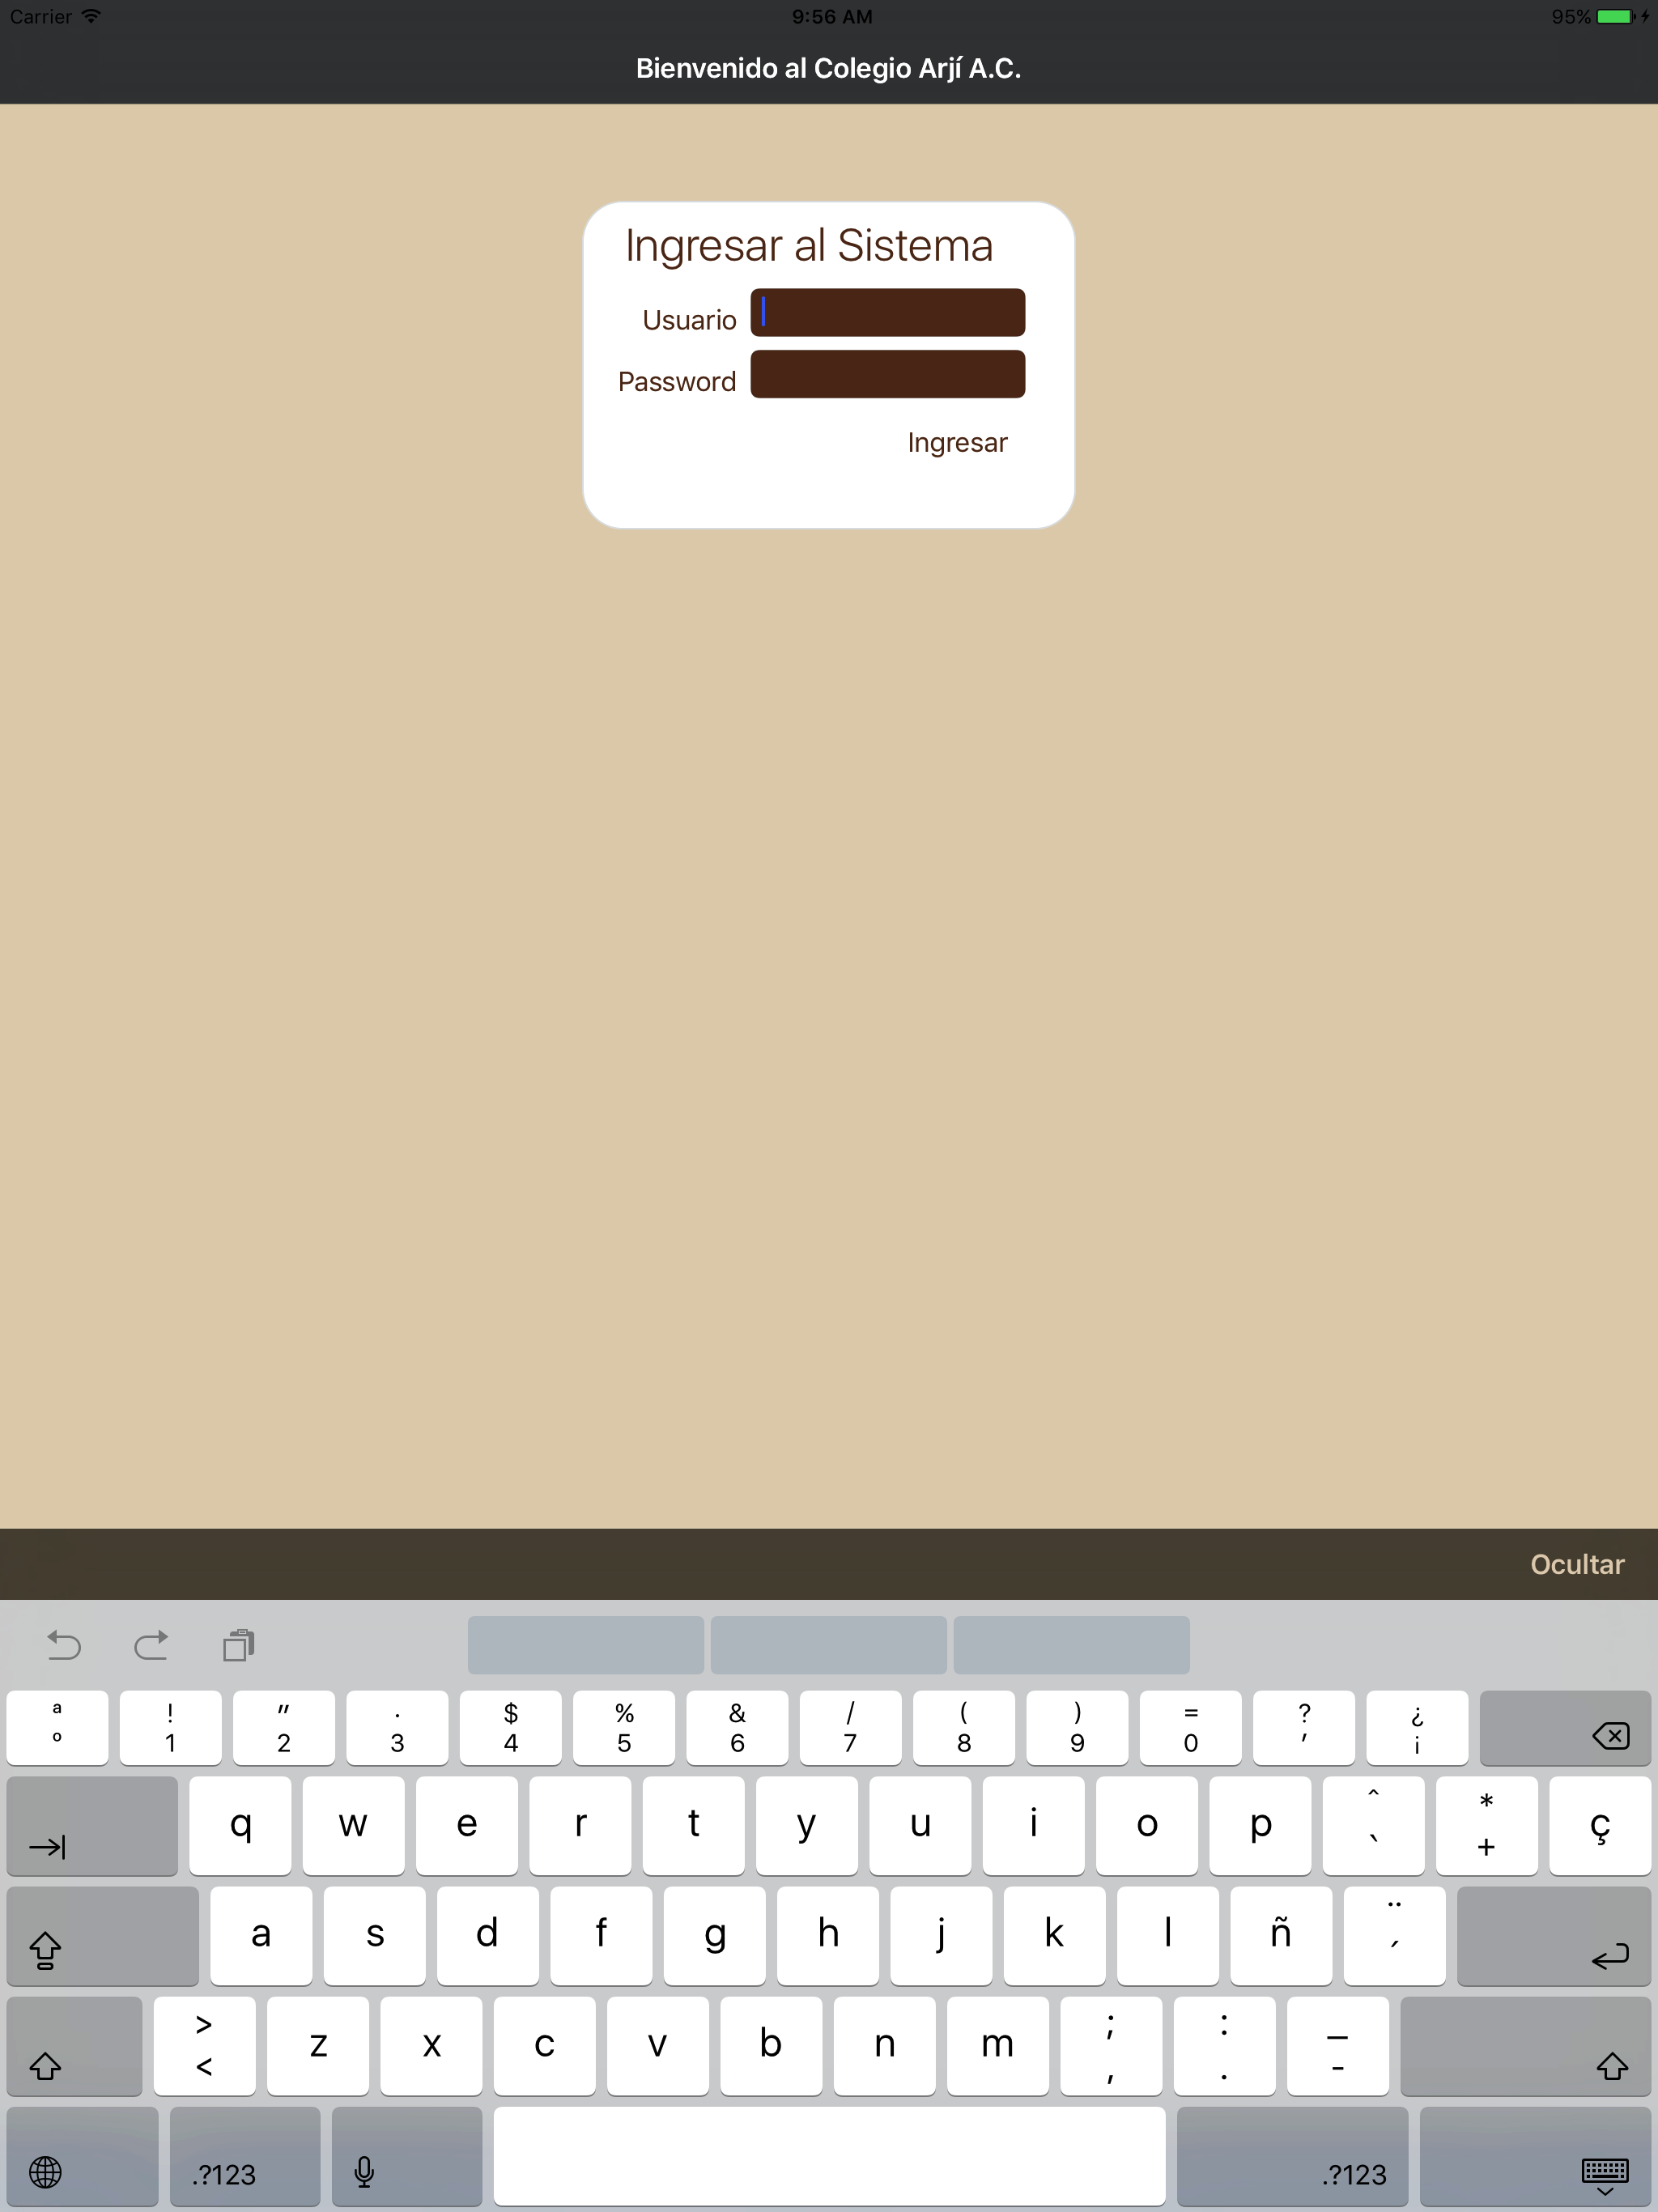 Carrier 9:56 AM 95%
Bienvenido al Colegio Arjí A.C.
Ingresar al Sistema
Usuario
Password
Ingresar
Ocultar
ª ! " · $ % & / ( ) = ? ¿
º 1 2 3 4 5 6 7 8 9 0 ' ¡
q w e r t y u i o p ^ ` * + ç
a s d f g h j k l ñ ¨ ´
> < z x c v b n m ; , : . _ -
.?123 .?123